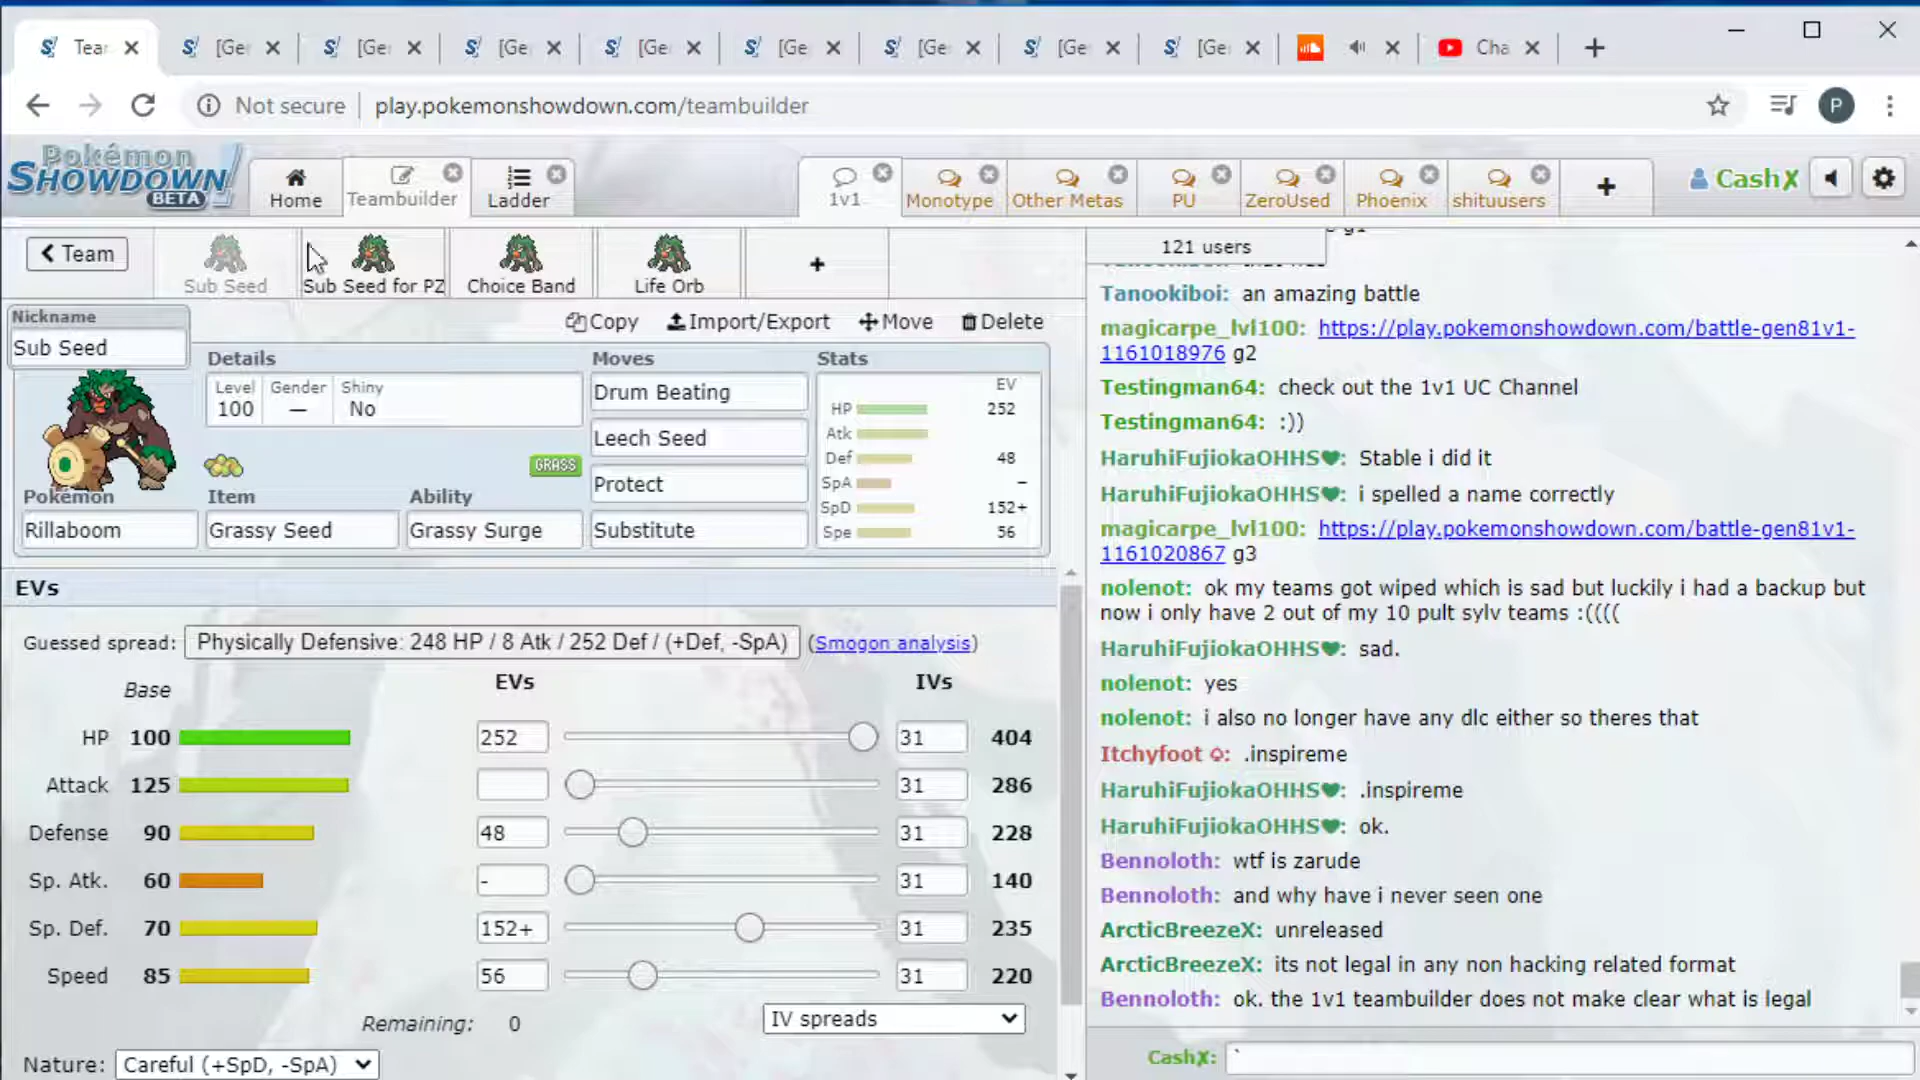 Tear
[Ge
[Ge
[Ge
[Ge
[Ge
[Ge
[Ge
[Ge
Cha
Not secure
play.pokemonshowdown.com/teambuilder
P
Pokémon
SHOWDOWN
BETA
Home
Teambuilder
Ladder
1v1
Monotype
Other Metas
PU
ZeroUsed
Phoenix
shituusers
CashX
Team
Sub Seed
Sub Seed for PZ
Choice Band
Life Orb
Nickname
Sub Seed
Copy
Import/Export
Move
Delete
Details
Level
100
Gender
—
Shiny
No
GRASS
Pokémon
Rillaboom
Item
Grassy Seed
Ability
Grassy Surge
Moves
Drum Beating
Leech Seed
Protect
Substitute
Stats
EV
HP 252
Atk
Def 48
SpA –
SpD 152+
Spe 56
EVs
Guessed spread: Physically Defensive: 248 HP / 8 Atk / 252 Def / (+Def, -SpA) (Smogon analysis)
Base EVs IVs
HP 100 252 31 404
Attack 125 31 286
Defense 90 48 31 228
Sp. Atk. 60 - 31 140
Sp. Def. 70 152+ 31 235
Speed 85 56 31 220
Remaining: 0
IV spreads
Nature: Careful (+SpD, -SpA)
121 users
Tanookiboi: an amazing battle
magicarpe_lvl100: https://play.pokemonshowdown.com/battle-gen81v1-
1161018976 g2
Testingman64: check out the 1v1 UC Channel
Testingman64: :))
HaruhiFujiokaOHHS♥: Stable i did it
HaruhiFujiokaOHHS♥: i spelled a name correctly
magicarpe_lvl100: https://play.pokemonshowdown.com/battle-gen81v1-
1161020867 g3
nolenot: ok my teams got wiped which is sad but luckily i had a backup but
now i only have 2 out of my 10 pult sylv teams :((((
HaruhiFujiokaOHHS♥: sad.
nolenot: yes
nolenot: i also no longer have any dlc either so theres that
Itchyfoot ♤: .inspireme
HaruhiFujiokaOHHS♥: .inspireme
HaruhiFujiokaOHHS♥: ok.
Bennoloth: wtf is zarude
Bennoloth: and why have i never seen one
ArcticBreezeX: unreleased
ArcticBreezeX: its not legal in any non hacking related format
Bennoloth: ok. the 1v1 teambuilder does not make clear what is legal
CashX: `